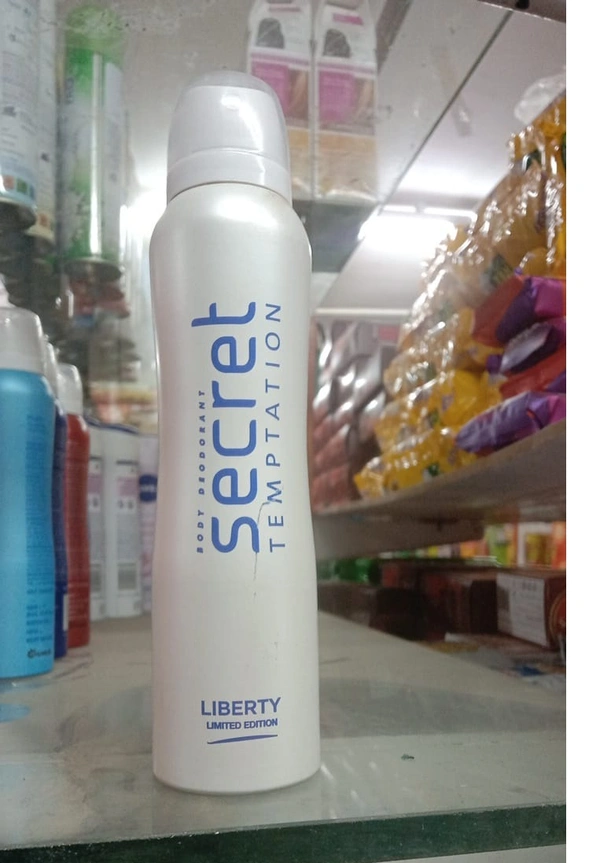 BODY DEODORANT
secret
TEMPTATION
LIBERTY
LIMITED EDITION